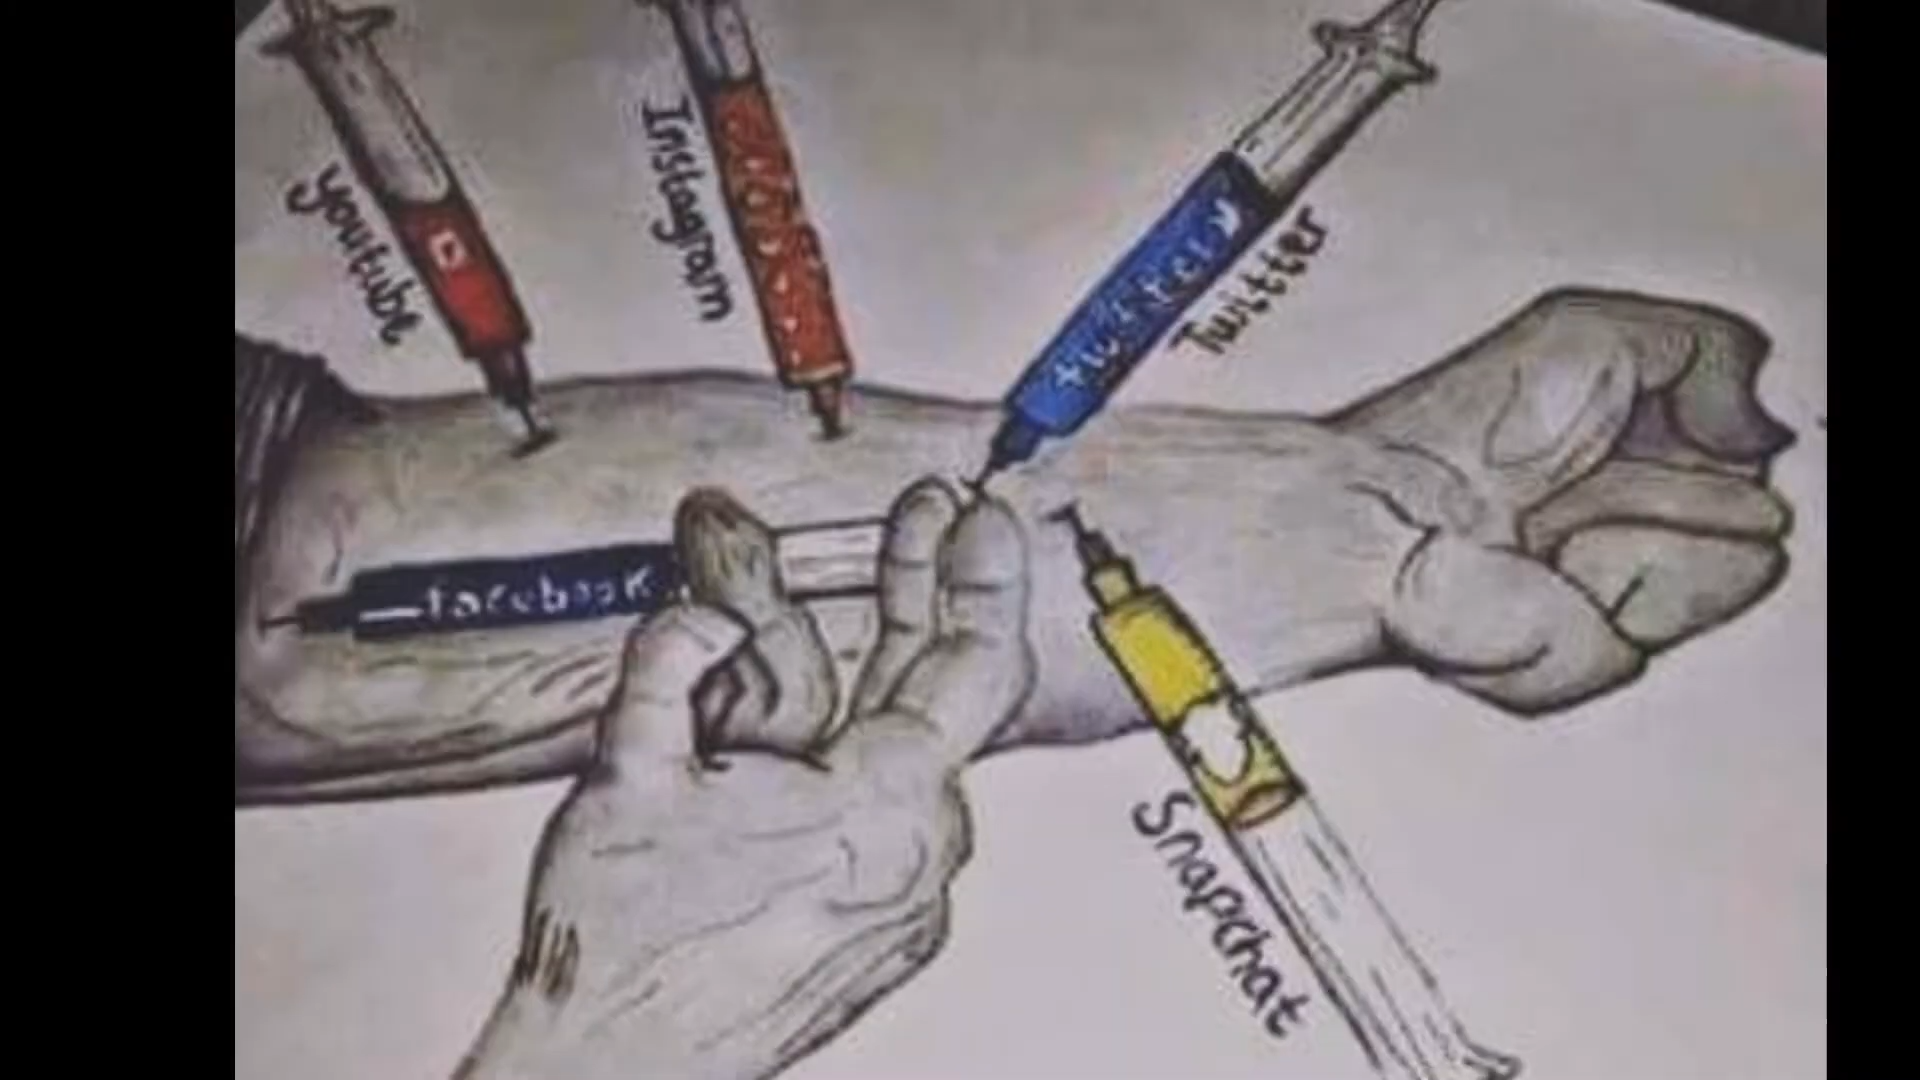 Youtube
Instagram
twitter
Twitter
facebook
Snapchat